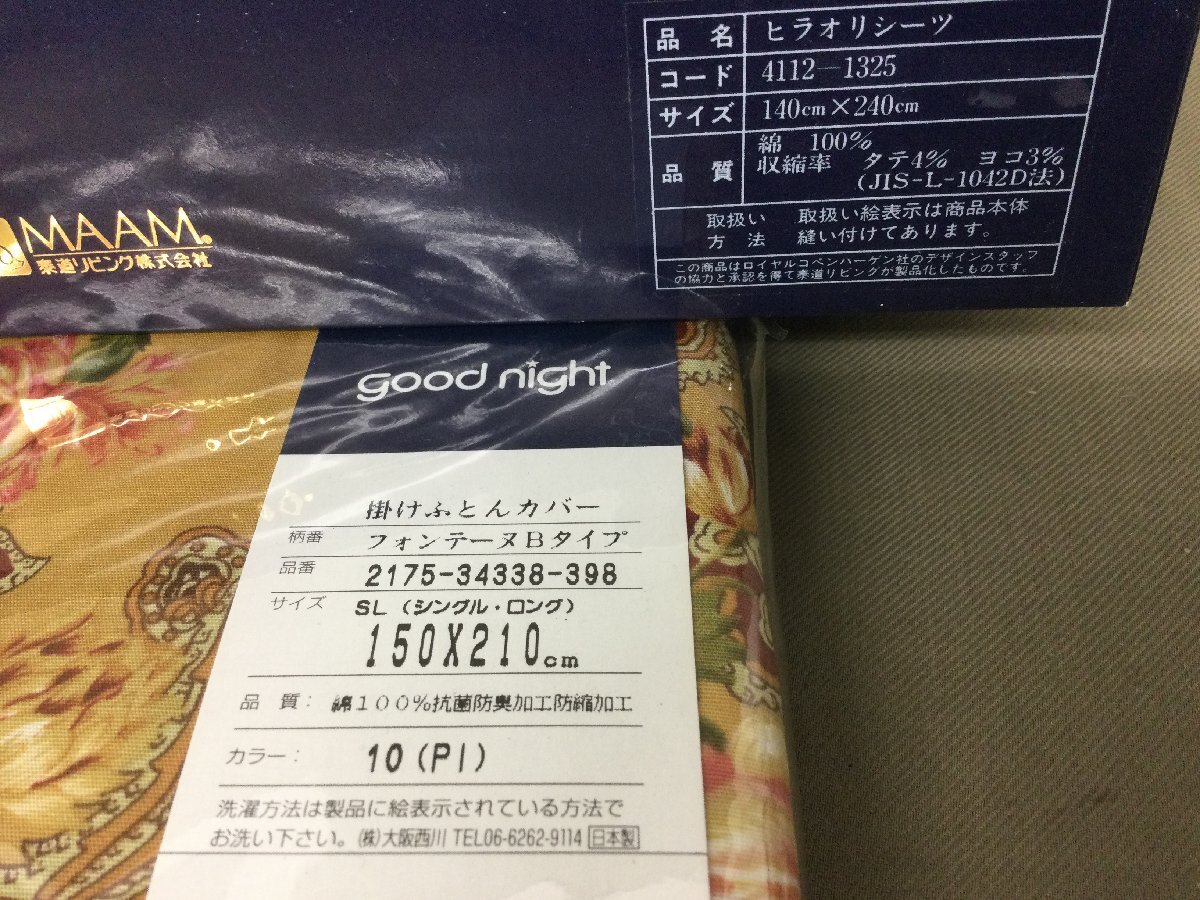 品 名 ヒラオリシーツ
コード 4112-1325
サイズ 140cm×240cm
品 質 綿 100%
収縮率 タテ4% ヨコ3%
(JIS-L-1042D法)
取扱い 取扱い絵表示は商品本体
方 法 縫い付けてあります。
この商品はロイヤルコペンハーゲン社のデザインスタッフ
の協力と承認を得て泰道リビングが製品化したものです。
MAAM®
泰道リビング株式会社
good night
掛けふとんカバー
柄番 フォンテーヌBタイプ
品番 2175-34338-398
サイズ SL(シングル・ロング)
150X210cm
品 質: 綿100%抗菌防臭加工防縮加工
カラー: 10(PI)
洗濯方法は製品に絵表示されている方法で
お洗い下さい。(株)大阪西川 TEL06-6262-9114 日本製